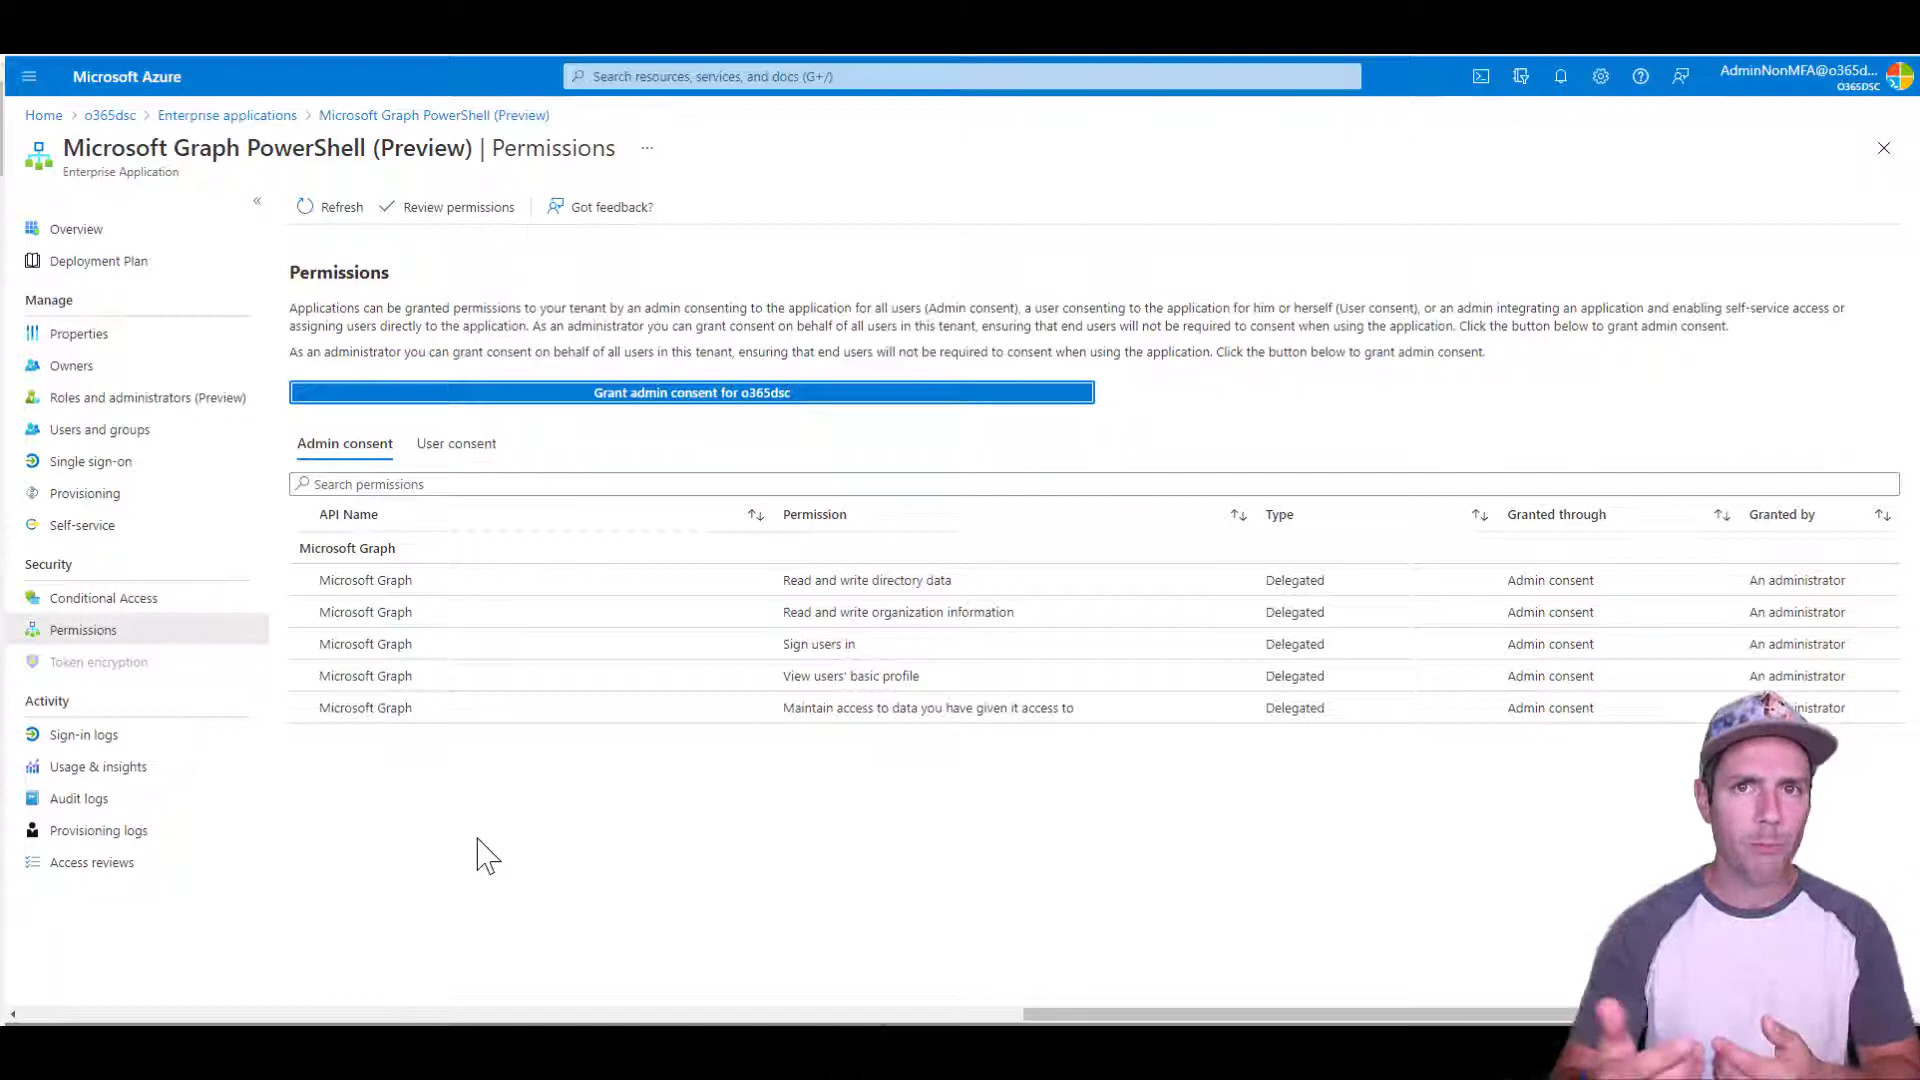 Microsoft Azure
Search resources, services, and docs (G+/)
AdminNonMFA@o365d...
O365DSC
Home > o365dsc > Enterprise applications > Microsoft Graph PowerShell (Preview)
Microsoft Graph PowerShell (Preview) | Permissions ...
Enterprise Application
«
Refresh
Review permissions
Got feedback?
Overview
Deployment Plan
Manage
Properties
Owners
Roles and administrators (Preview)
Users and groups
Single sign-on
Provisioning
Self-service
Security
Conditional Access
Permissions
Token encryption
Activity
Sign-in logs
Usage & insights
Audit logs
Provisioning logs
Access reviews
Permissions
Applications can be granted permissions to your tenant by an admin consenting to the application for all users (Admin consent), a user consenting to the application for him or herself (User consent), or an admin integrating an application and enabling self-service access or
assigning users directly to the application. As an administrator you can grant consent on behalf of all users in this tenant, ensuring that end users will not be required to consent when using the application. Click the button below to grant admin consent.
As an administrator you can grant consent on behalf of all users in this tenant, ensuring that end users will not be required to consent when using the application. Click the button below to grant admin consent.
Grant admin consent for o365dsc
Admin consent User consent
Search permissions
API Name Permission Type Granted through Granted by
Microsoft Graph
Microsoft Graph Read and write directory data Delegated Admin consent An administrator
Microsoft Graph Read and write organization information Delegated Admin consent An administrator
Microsoft Graph Sign users in Delegated Admin consent An administrator
Microsoft Graph View users' basic profile Delegated Admin consent An administrator
Microsoft Graph Maintain access to data you have given it access to Delegated Admin consent